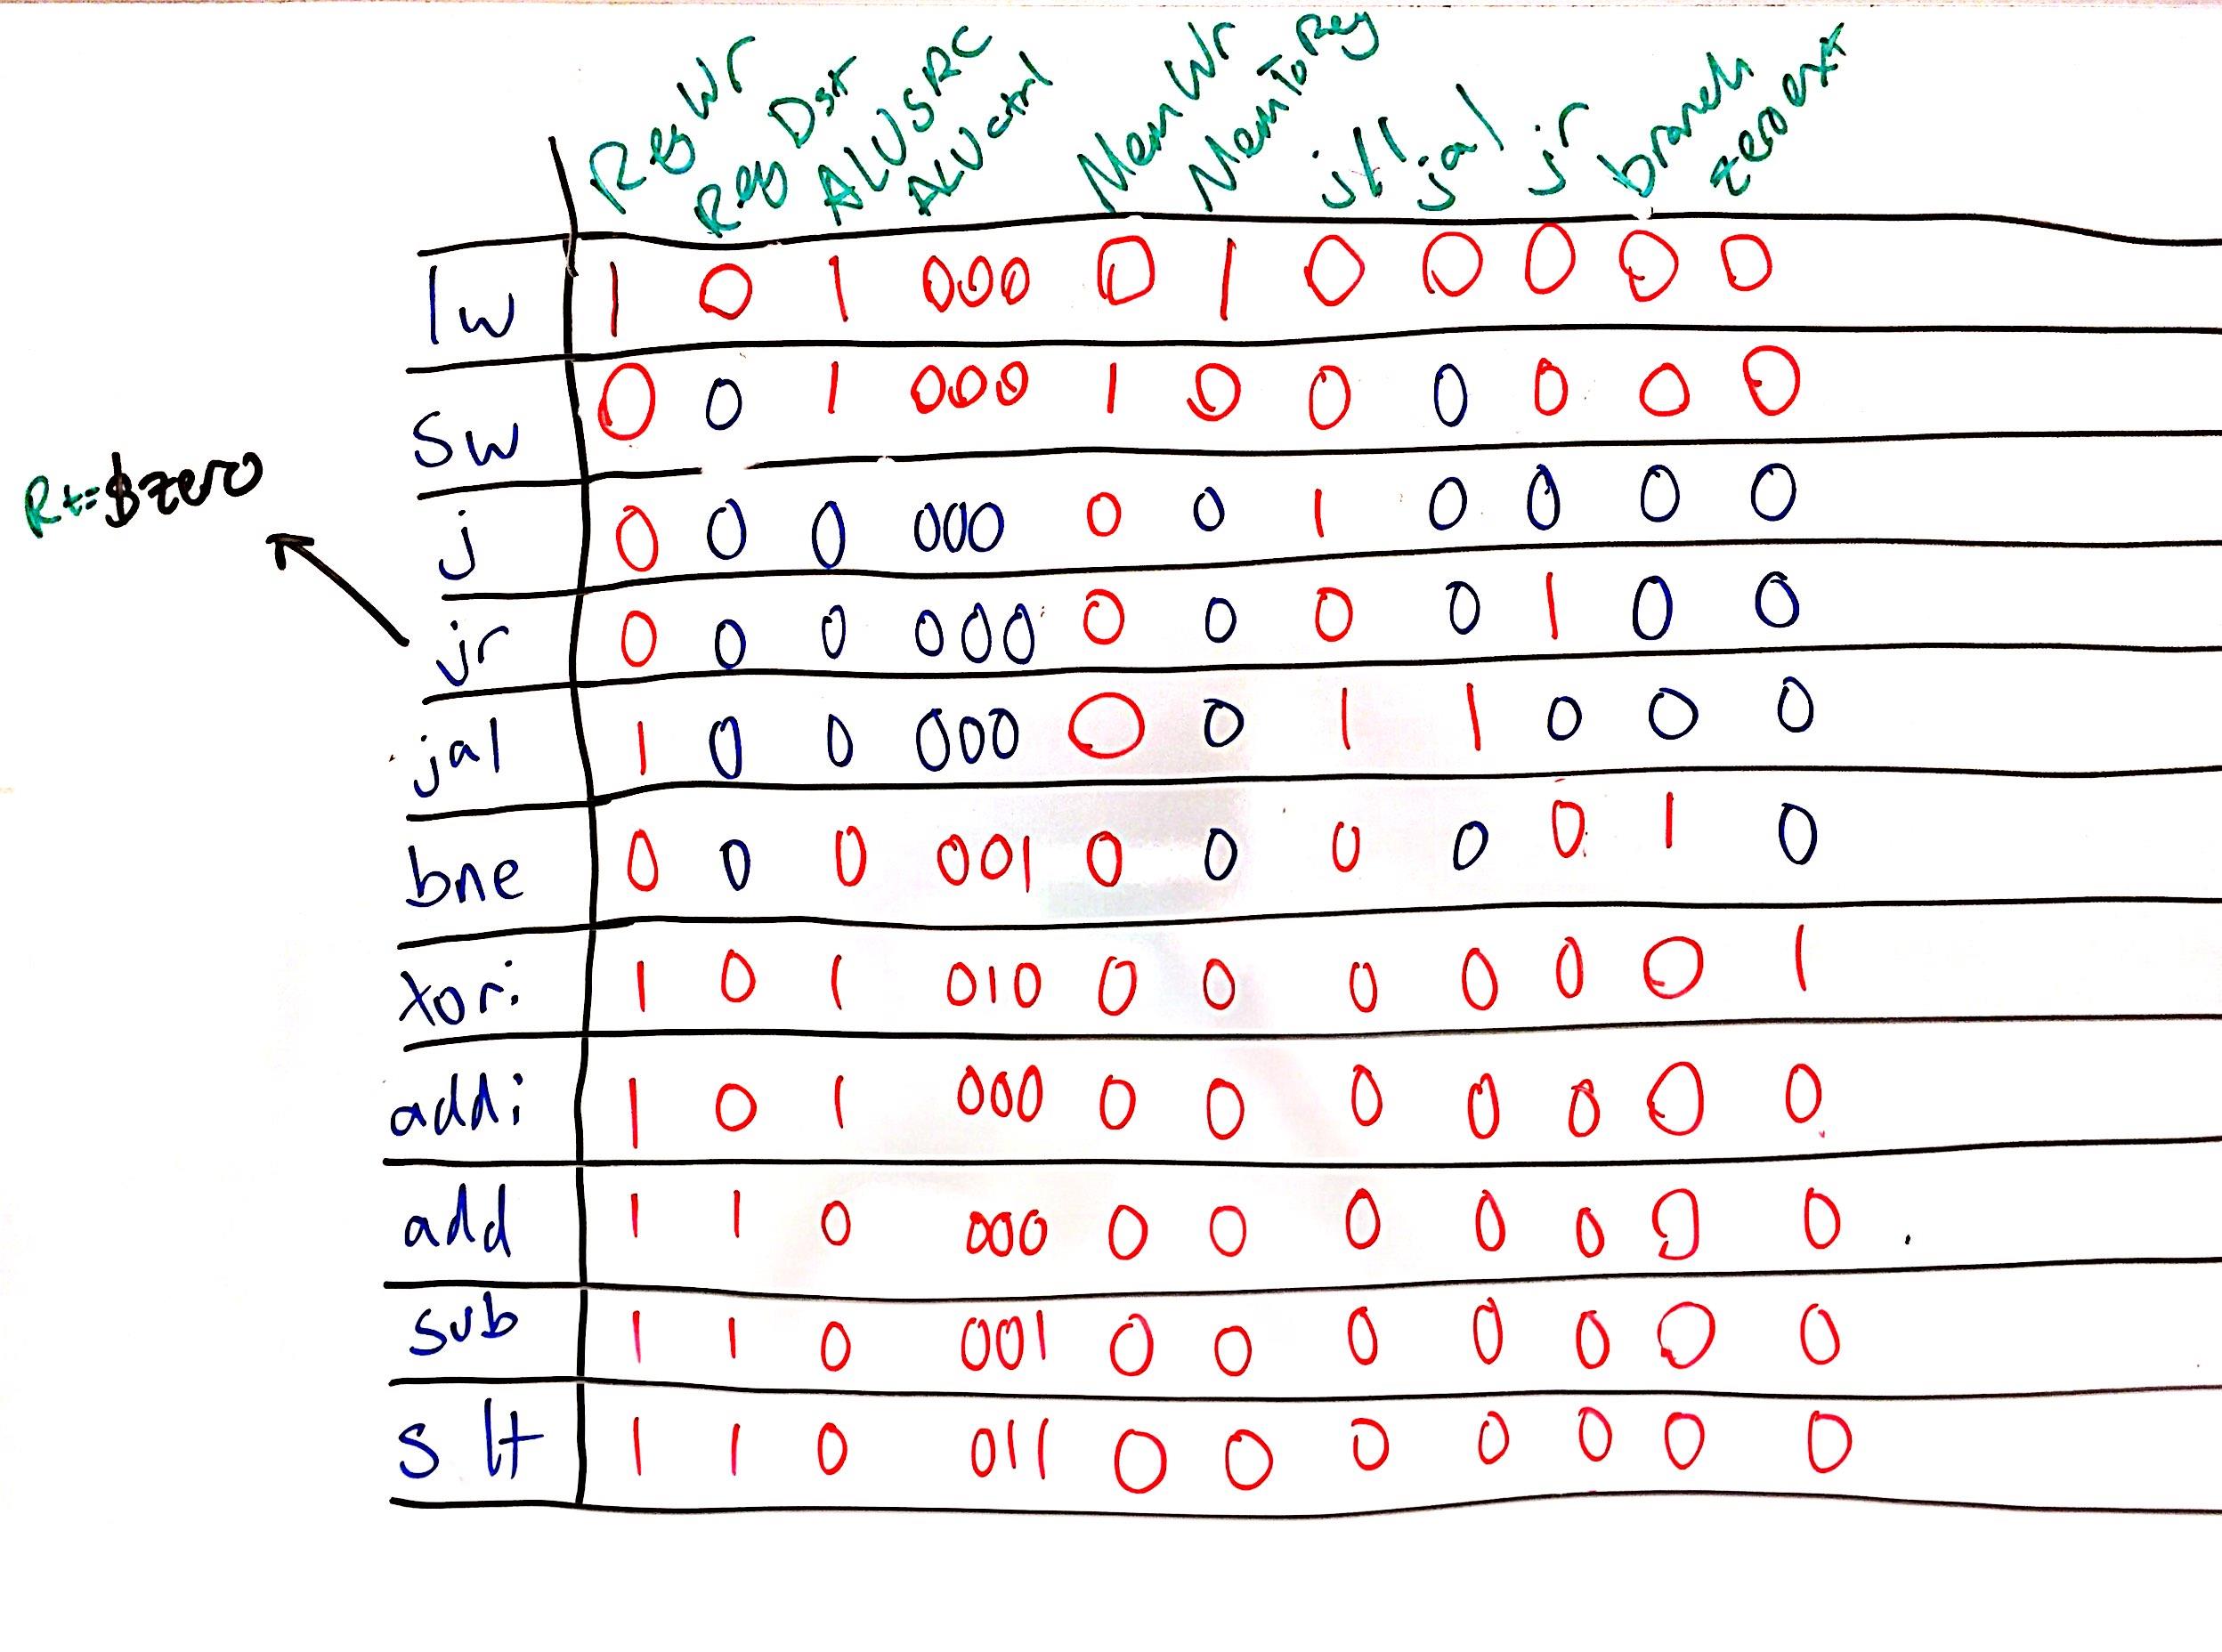 RegWr RegDst ALUSRC ALUctrl MemWr MemToReg jal jr branch zeroext
lw 1 0 1 000 0 1 0 0 0 0 0
sw 0 0 1 000 1 0 0 0 0 0 0
Rt=$zero
j 0 0 0 000 0 0 1 0 0 0 0
jr 0 0 0 000 0 0 0 0 1 0 0
jal 1 0 0 000 0 0 1 1 0 0 0
bne 0 0 0 001 0 0 0 0 0 1 0
xori 1 0 1 010 0 0 0 0 0 0 1
addi 1 0 1 000 0 0 0 0 0 0 0
add 1 1 0 000 0 0 0 0 0 0 0
sub 1 1 0 001 0 0 0 0 0 0 0
slt 1 1 0 011 0 0 0 0 0 0 0